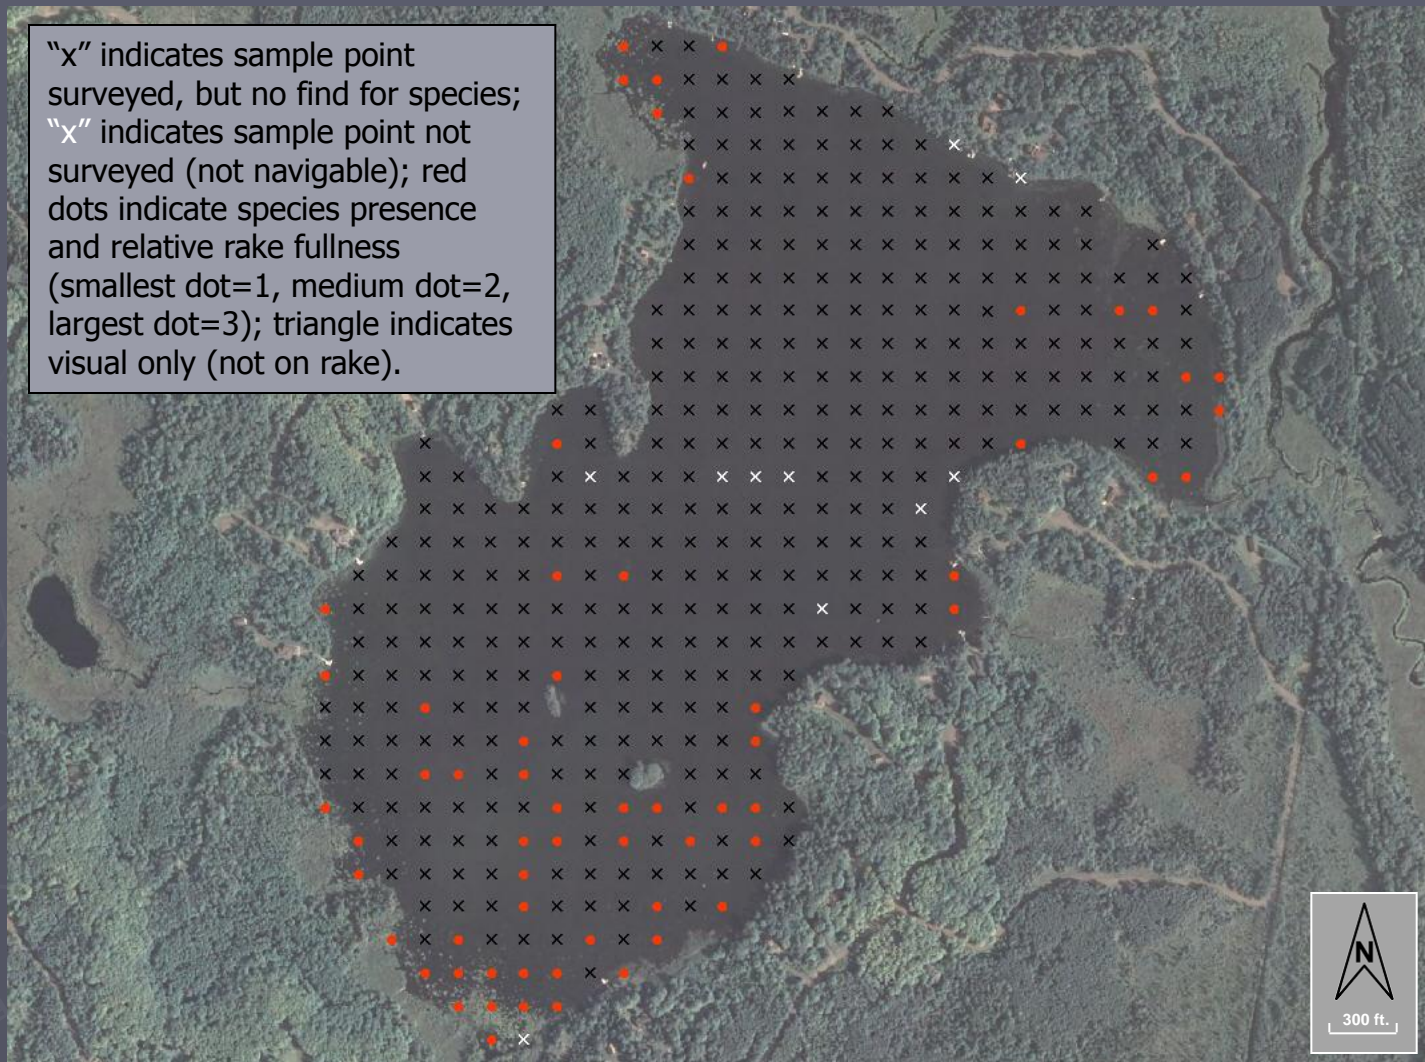 “x” indicates sample point
surveyed, but no find for species;
“x” indicates sample point not
surveyed (not navigable); red
dots indicate species presence
and relative rake fullness
(smallest dot=1, medium dot=2,
largest dot=3); triangle indicates
visual only (not on rake).
N
300 ft.